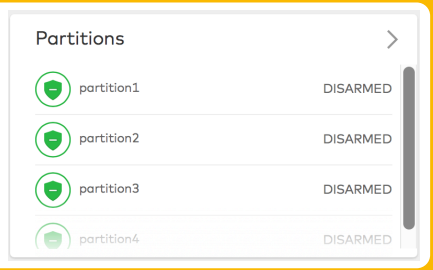 Partitions
partition1 DISARMED
partition2 DISARMED
partition3 DISARMED
partition4 DISARMED